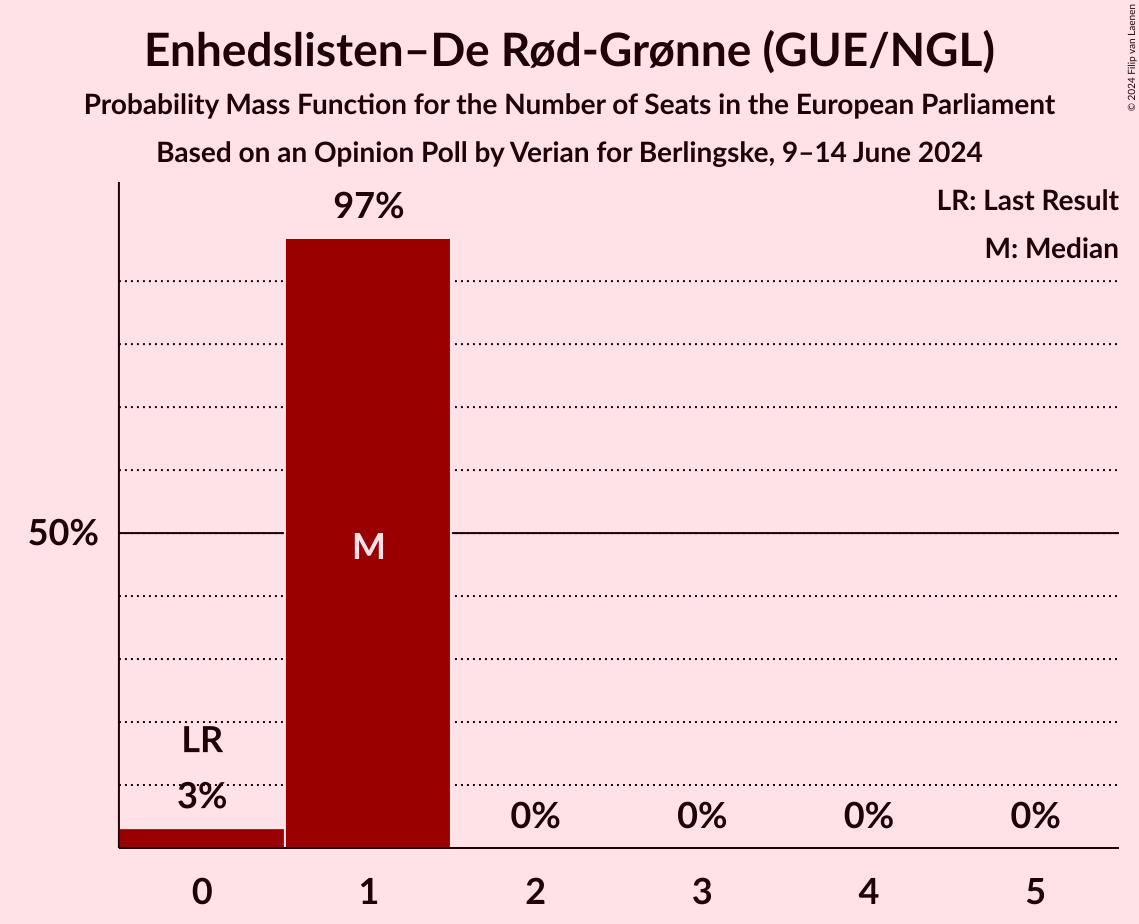 Enhedslisten–De Rød-Grønne (GUE/NGL)
Probability Mass Function for the Number of Seats in the European Parliament
Based on an Opinion Poll by Verian for Berlingske, 9–14 June 2024
© 2024 Filip van Laenen
LR: Last Result
M: Median
97%
50%
M
LR
3%
0%
0%
0%
0%
0
1
2
3
4
5